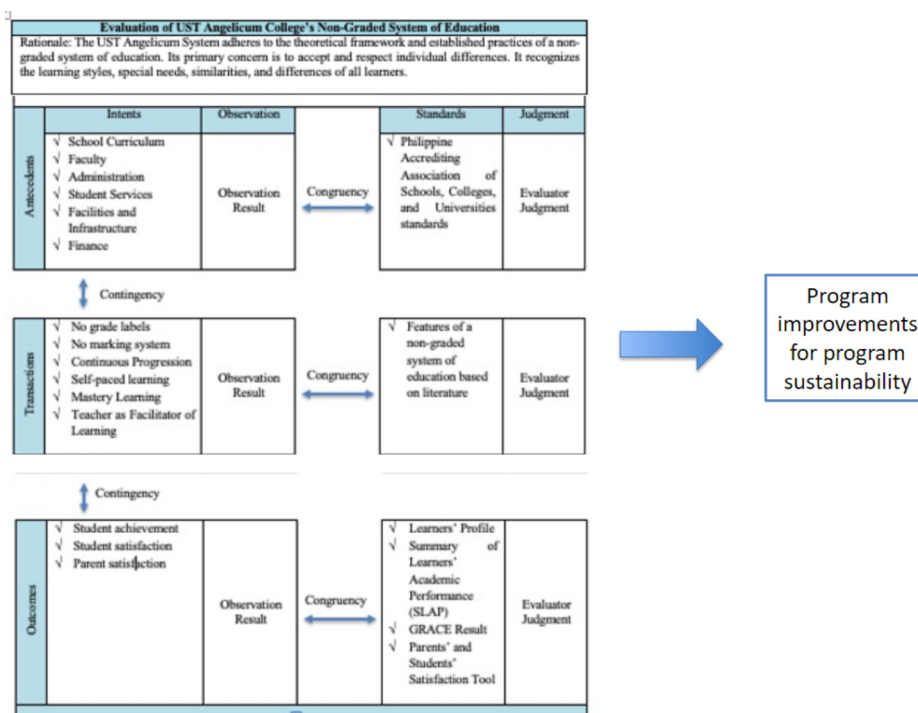 Evaluation of UST Angelicum College's Non-Graded System of Education
Rationale: The UST Angelicum System adheres to the theoretical framework and established practices of a non-
graded system of education. Its primary concern is to accept and respect individual differences. It recognizes
the learning styles, special needs, similarities, and differences of all learners.
Intents
Observation
Standards
Judgment
Antecedents
√ School Curriculum
√ Faculty
√ Administration
√ Student Services
√ Facilities and
Infrastructure
√ Finance
Observation
Result
Congruency
√ Philippine
Accrediting
Association of
Schools, Colleges,
and Universities
standards
Evaluator
Judgment
Contingency
Transactions
√ No grade labels
√ No marking system
√ Continuous Progression
√ Self-paced learning
√ Mastery Learning
√ Teacher as Facilitator of
Learning
Observation
Result
Congruency
√ Features of a
non-graded
system of
education based
on literature
Evaluator
Judgment
Contingency
Outcomes
√ Student achievement
√ Student satisfaction
√ Parent satisfaction
Observation
Result
Congruency
√ Learners' Profile
√ Summary of
Learners'
Academic
Performance
(SLAP)
√ GRACE Result
√ Parents' and
Students'
Satisfaction Tool
Evaluator
Judgment
Program
improvements
for program
sustainability